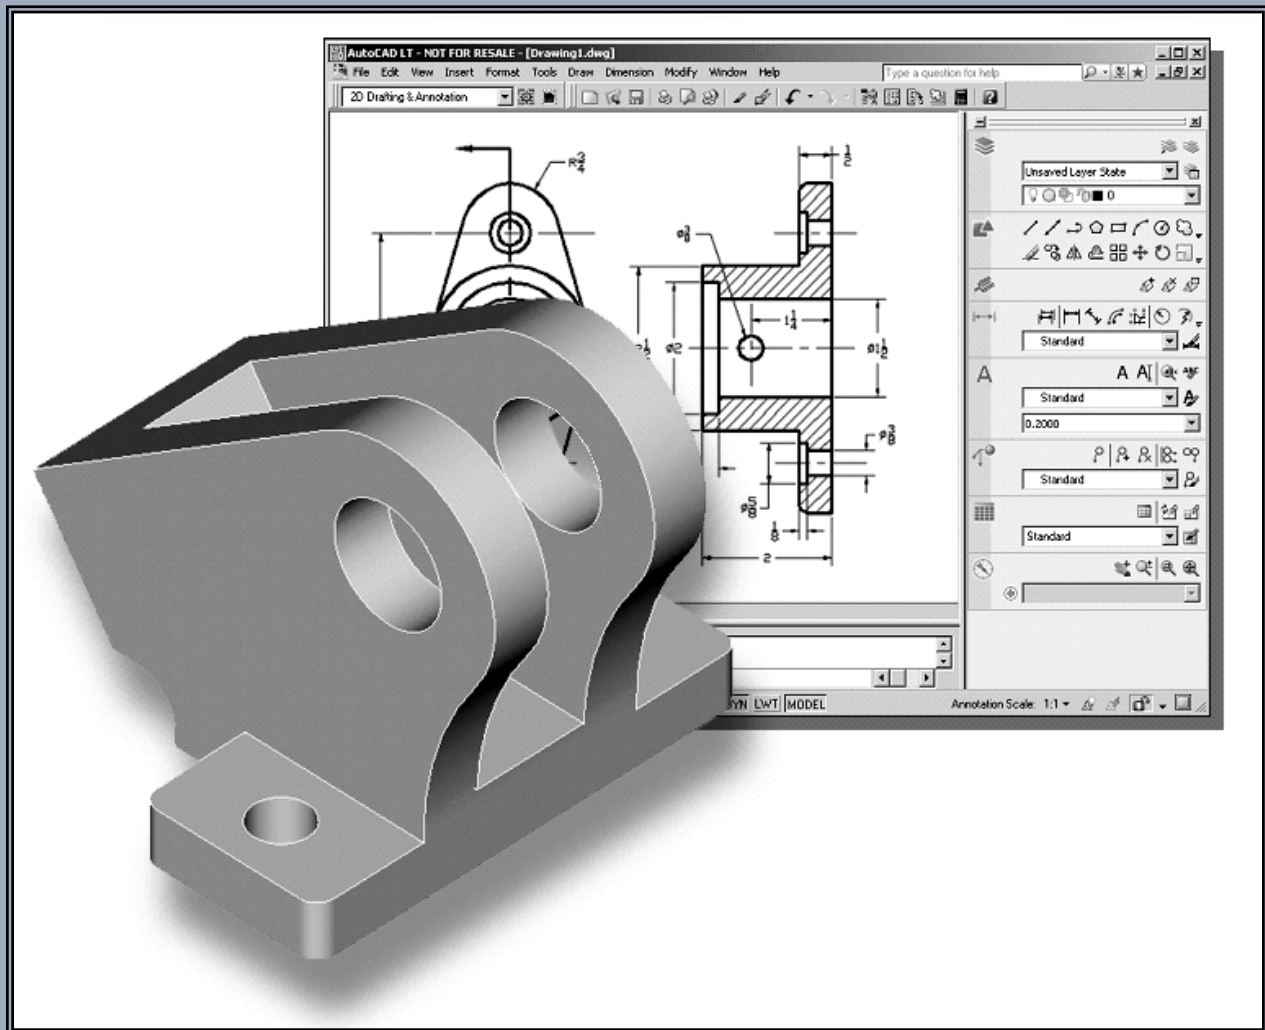 AutoCAD LT - NOT FOR RESALE - [Drawing1.dwg]
File Edit View Insert Format Tools Draw Dimension Modify Window Help
Type a question for help
2D Drafting & Annotation
R3/4
1/2
Unsaved Layer State
0
ø3/8
1 1/4
ø2
ø1 1/2
Standard
A
A A
Standard
0.2000
ø3/8
Standard
ø5/8
1/8
2
Standard
LWT MODEL
Annotation Scale: 1:1